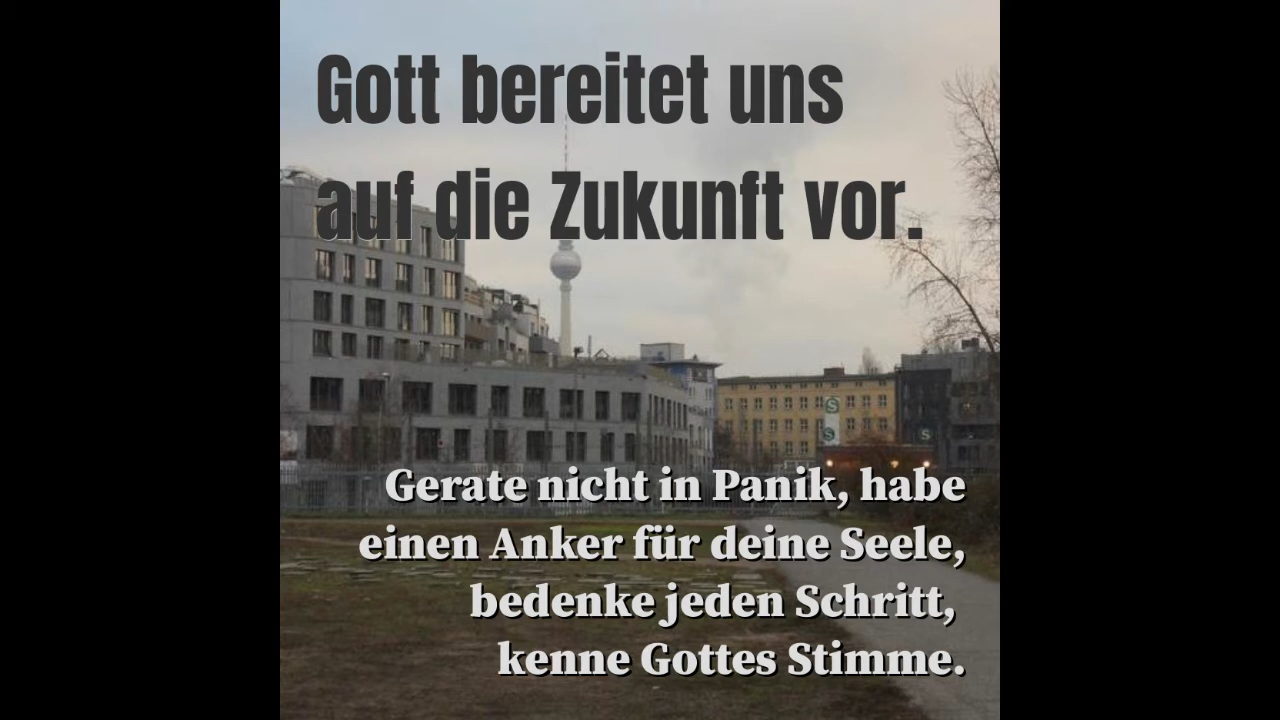 Gott bereitet uns
auf die Zukunft vor.
S
S
S
Gerate nicht in Panik, habe
einen Anker für deine Seele,
bedenke jeden Schritt,
kenne Gottes Stimme.